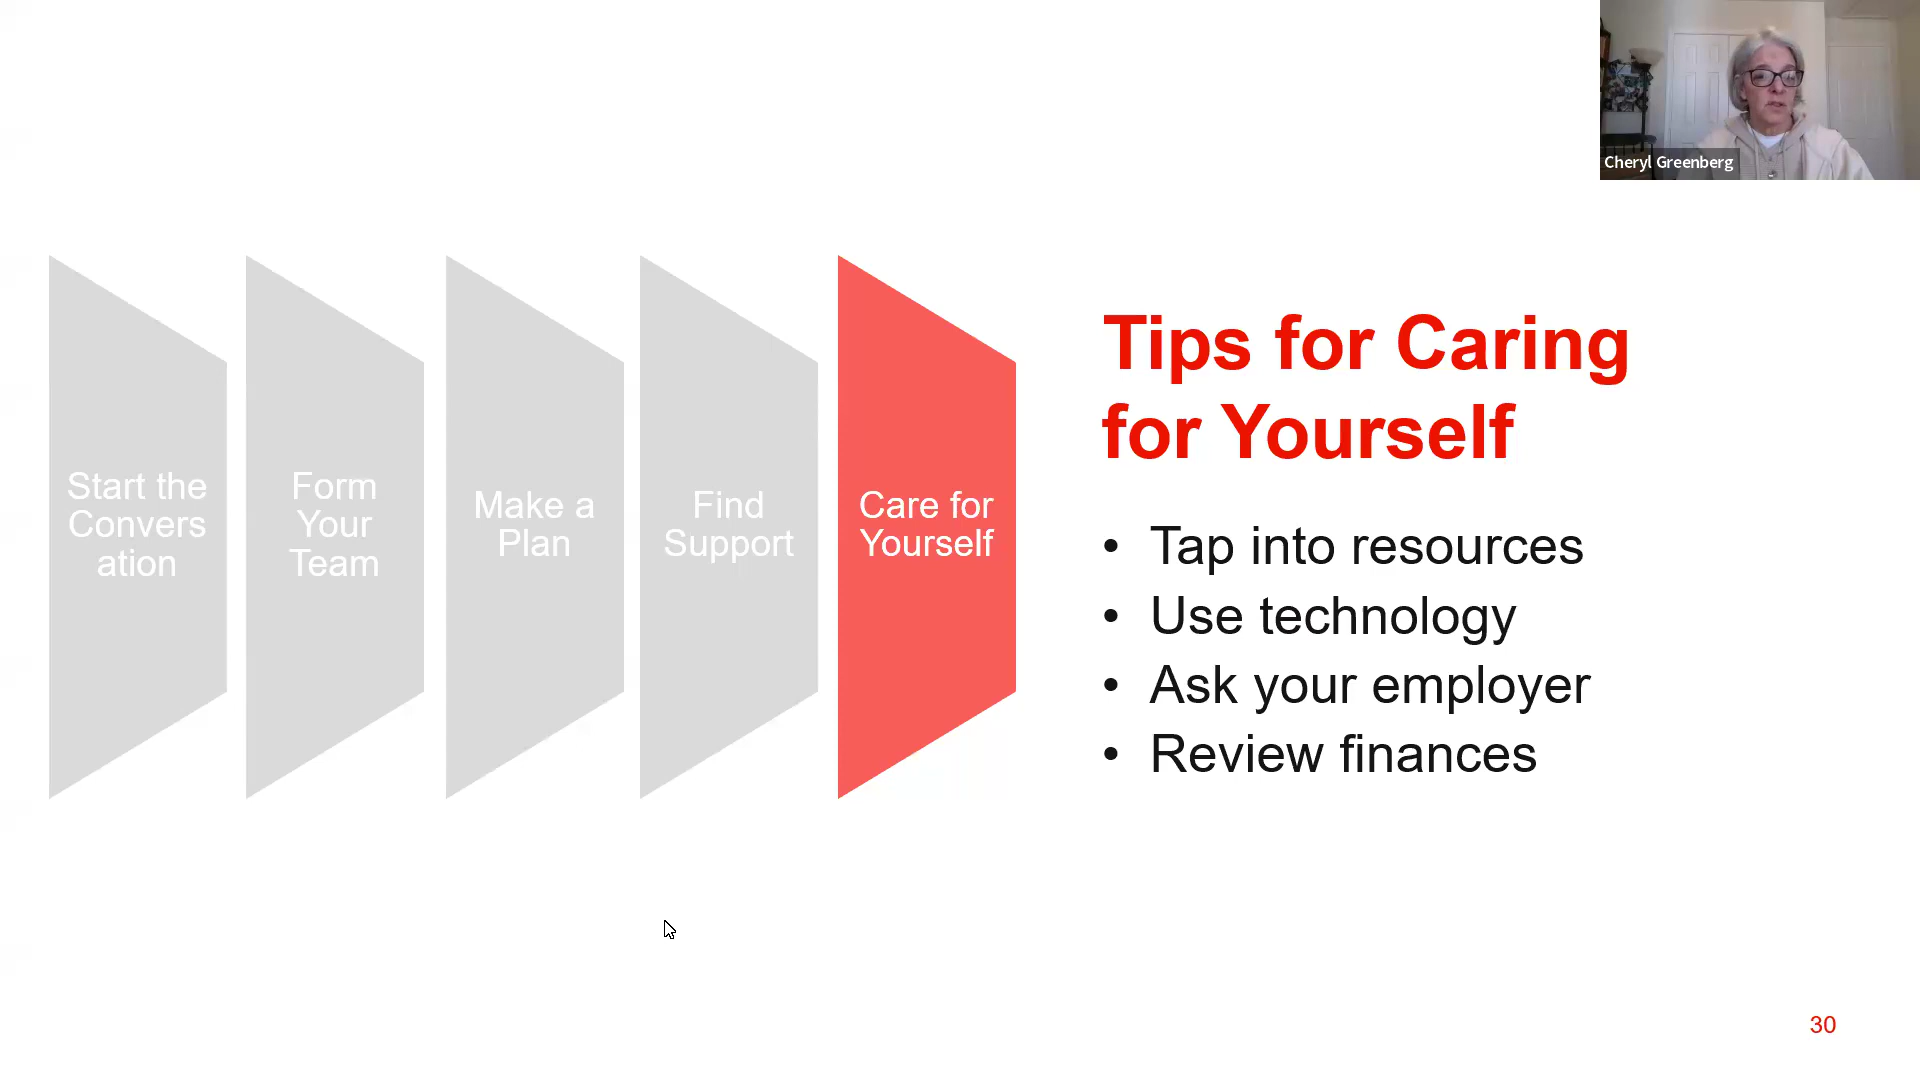 Cheryl Greenberg
Start the
Convers
ation
Form
Your
Team
Make a
Plan
Find
Support
Care for
Yourself
Tips for Caring
for Yourself
• Tap into resources
• Use technology
• Ask your employer
• Review finances
30